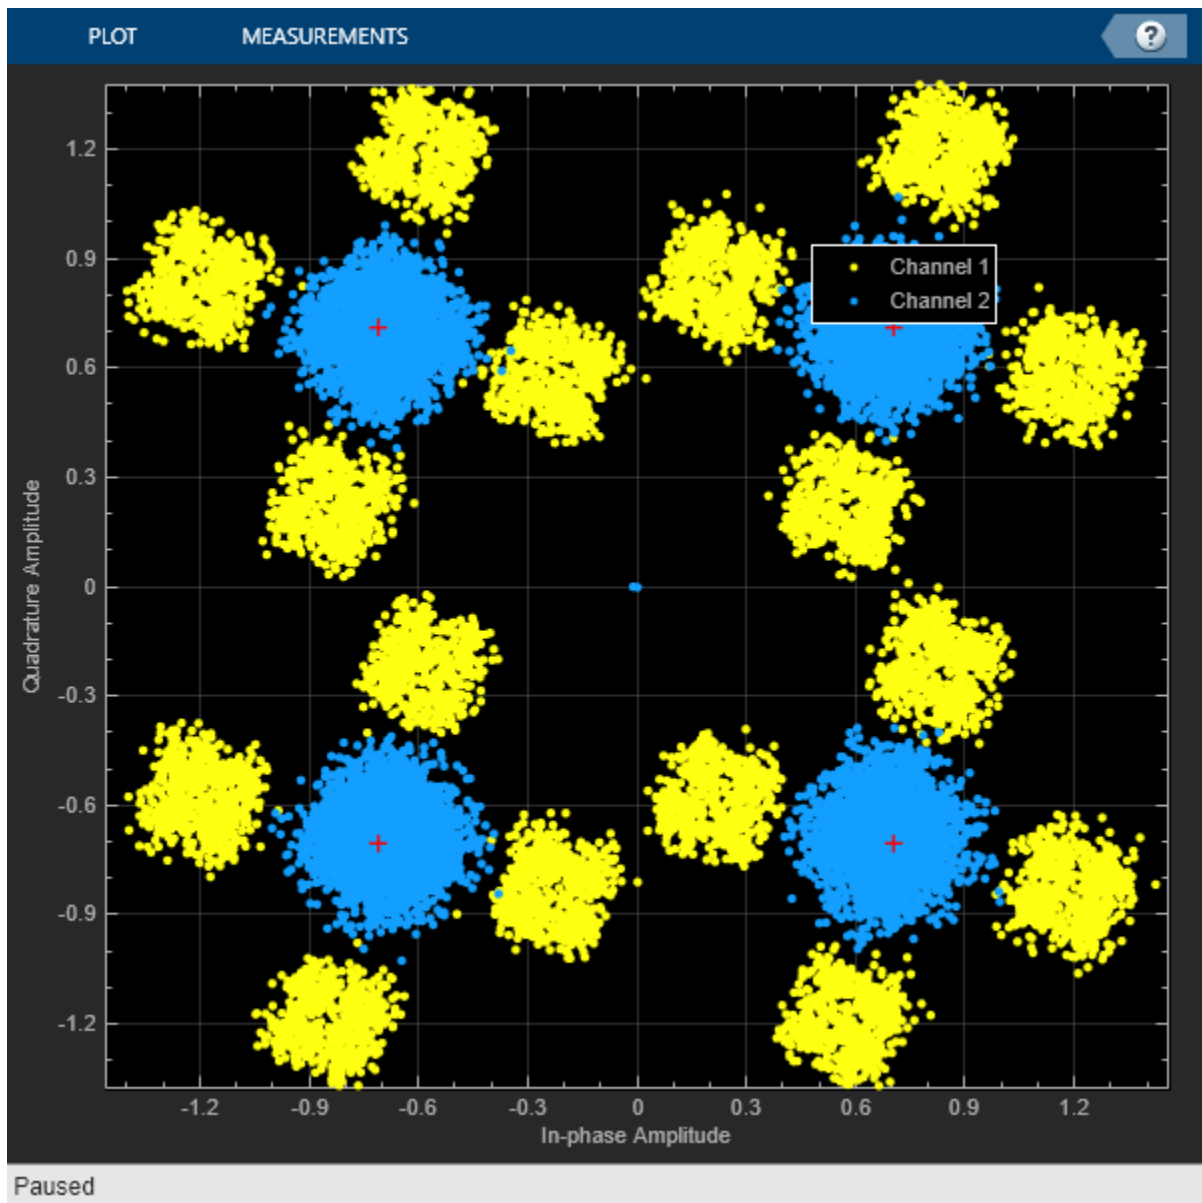 PLOT MEASUREMENTS ?
1.2
0.9
0.6
0.3
0
-0.3
-0.6
-0.9
-1.2
Quadrature Amplitude
Channel 1
Channel 2
-1.2 -0.9 -0.6 -0.3 0 0.3 0.6 0.9 1.2
In-phase Amplitude
Paused